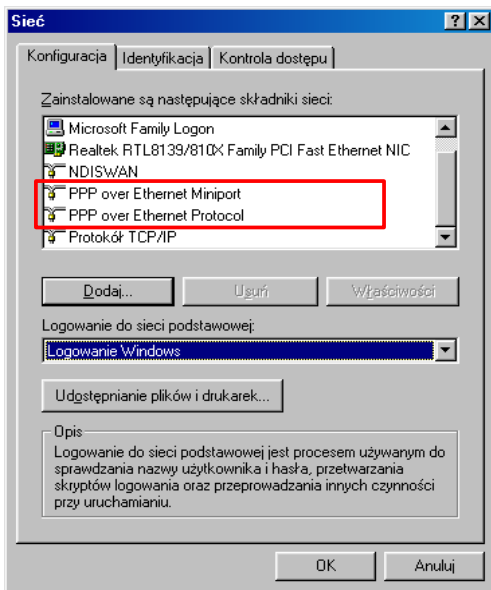 Sieć
Konfiguracja Identyfikacja Kontrola dostępu
Zainstalowane są następujące składniki sieci:
Microsoft Family Logon
Realtek RTL8139/810X Family PCI Fast Ethernet NIC
NDISWAN
PPP over Ethernet Miniport
PPP over Ethernet Protocol
Protokół TCP/IP
Dodaj... Usuń Właściwości
Logowanie do sieci podstawowej:
Logowanie Windows
Udostępnianie plików i drukarek...
Opis
Logowanie do sieci podstawowej jest procesem używanym do
sprawdzania nazwy użytkownika i hasła, przetwarzania
skryptów logowania oraz przeprowadzania innych czynności
przy uruchamianiu.
OK Anuluj